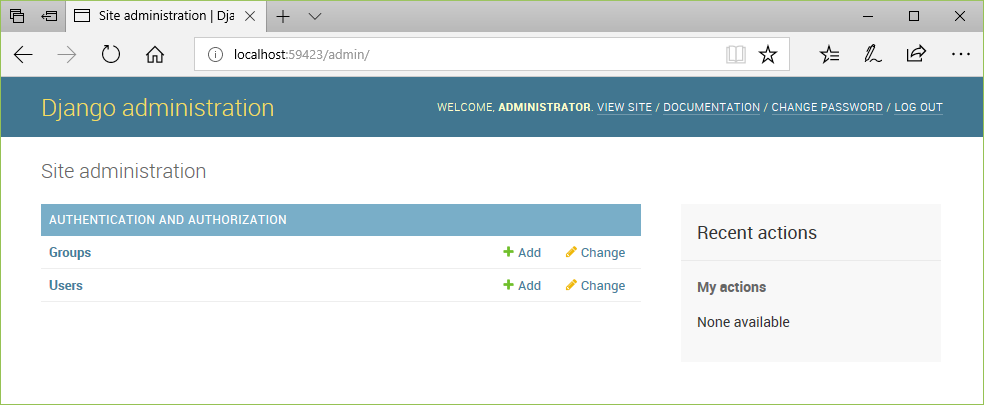 Site administration | Dja
localhost:59423/admin/
Django administration
WELCOME, ADMINISTRATOR. VIEW SITE / DOCUMENTATION / CHANGE PASSWORD / LOG OUT
Site administration
AUTHENTICATION AND AUTHORIZATION
Groups Add Change
Users Add Change
Recent actions
My actions
None available